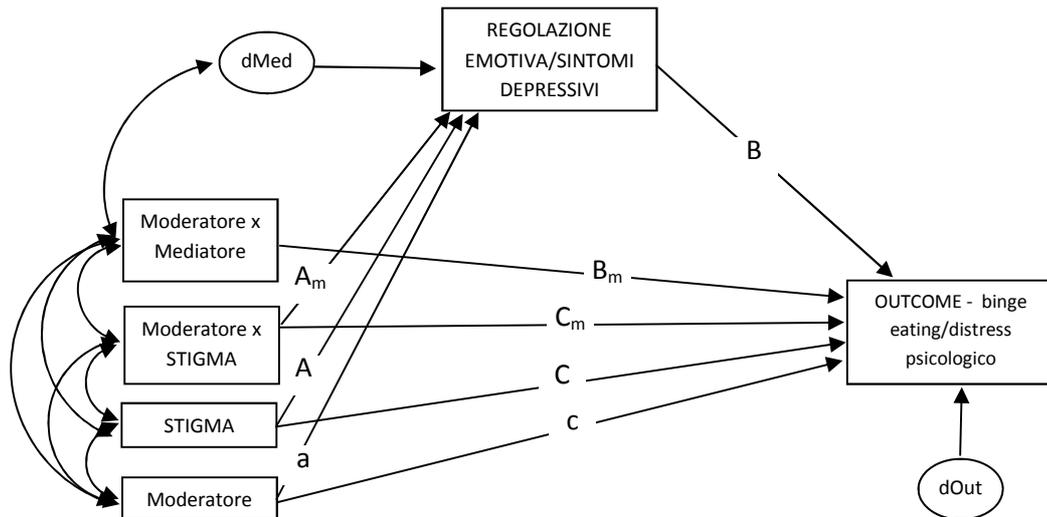 REGOLAZIONE
EMOTIVA/SINTOMI
DEPRESSIVI
dMed
B
Moderatore x
Mediatore
Am
Bm
Moderatore x
STIGMA
Cm
OUTCOME - binge
eating/distress
psicologico
A
C
STIGMA
c
a
Moderatore
dOut